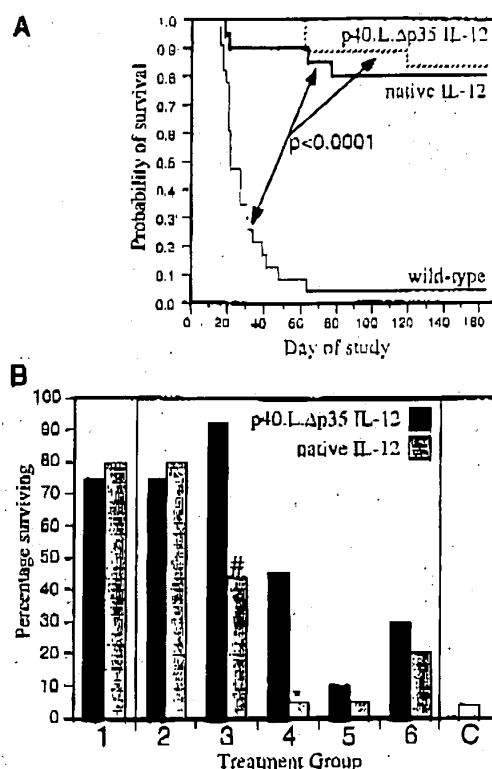 A
Probability of survival
1.0
0.9
0.8
0.7
0.6
0.5
0.4
0.3
0.2
0.1
0.0
p40.L.Δp35 IL-12
native IL-12
p<0.0001
wild-type
0 20 40 60 80 100 120 140 160
Day of study
B
Percentage surviving
100
90
80
70
60
50
40
30
20
10
0
p40.L.Δp35 IL-12
native IL-12
#
*
1 2 3 4 5 6 C
Treatment Group